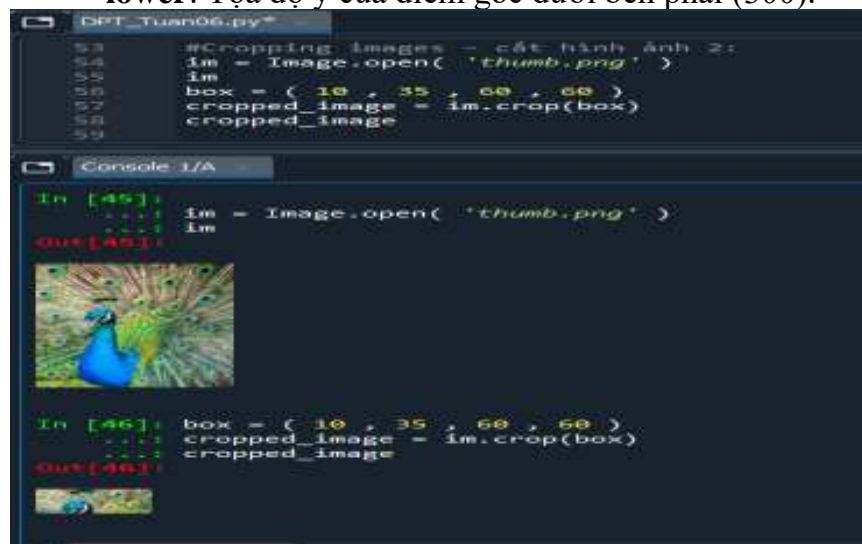 lower: Tọa độ y của điểm góc dưới bên phải (300).
DPT_Tuan06.py*
53 #Cropping images - cắt hình ảnh 2:
54 im = Image.open( 'thumb.png' )
55 im
56 box = ( 10 , 35 , 60 , 60 )
57 cropped_image = im.crop(box)
58 cropped_image
59
Console 1/A
In [45]:
...: im = Image.open( 'thumb.png' )
...: im
Out[45]:
In [46]: box = ( 10 , 35 , 60 , 60 )
...: cropped_image = im.crop(box)
...: cropped_image
Out[46]: